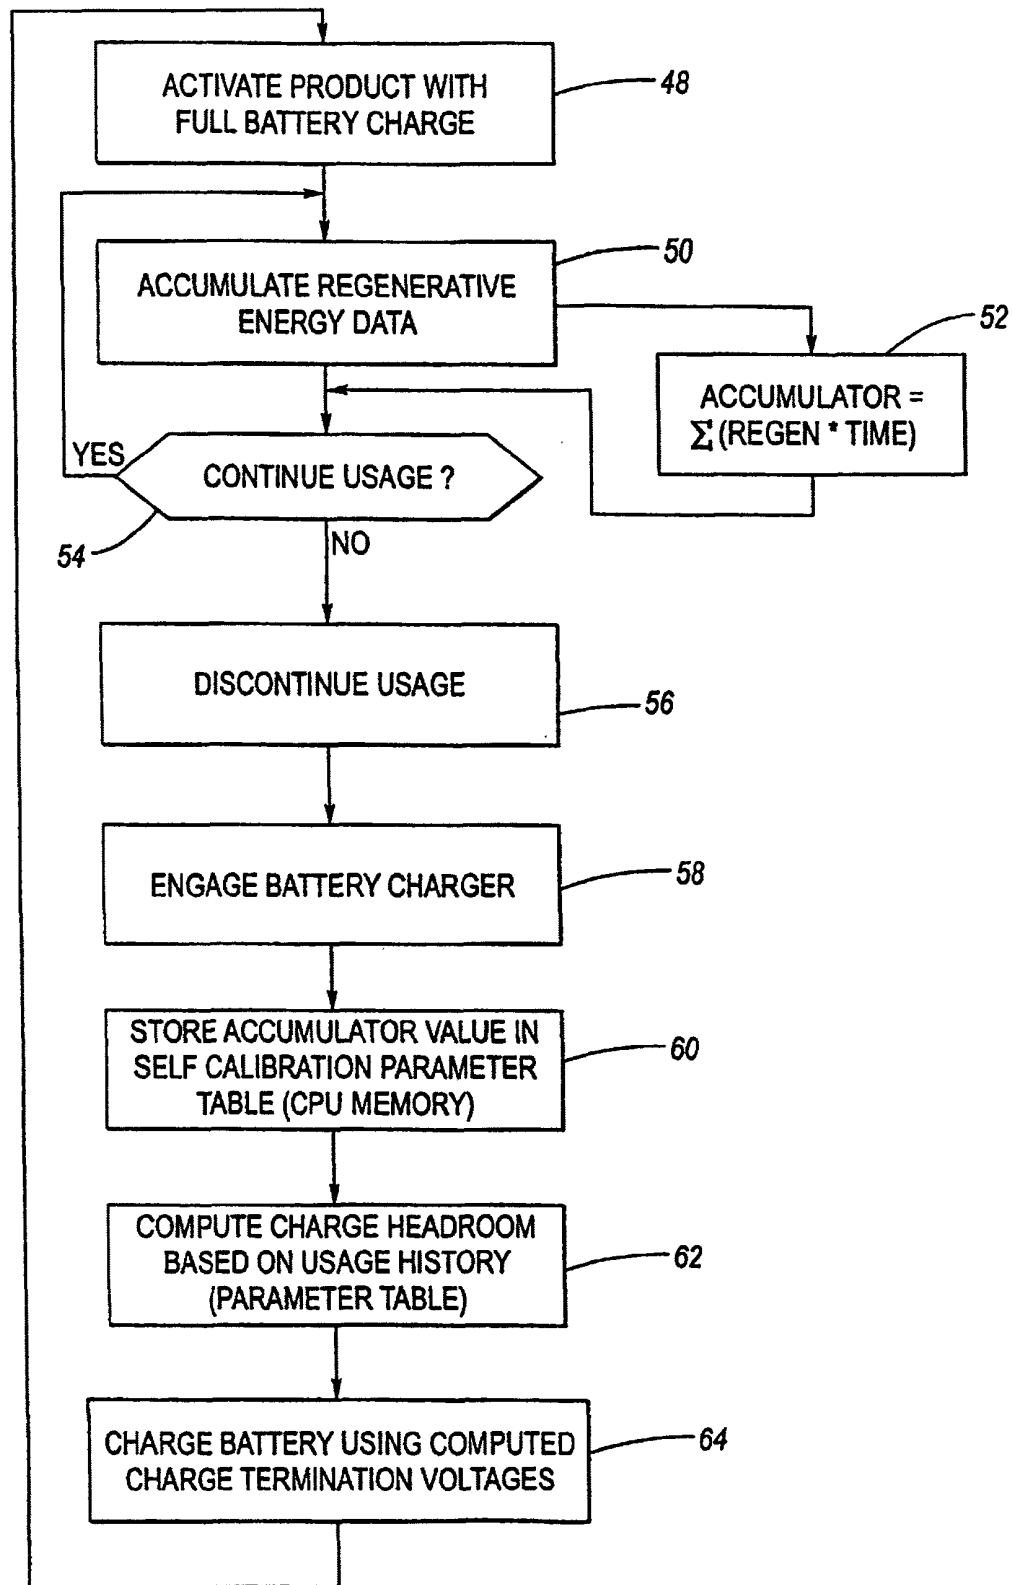 ACTIVATE PRODUCT WITH
FULL BATTERY CHARGE
48
ACCUMULATE REGENERATIVE
ENERGY DATA
50
ACCUMULATOR =
Σ (REGEN * TIME)
52
YES
CONTINUE USAGE ?
54
NO
DISCONTINUE USAGE
56
ENGAGE BATTERY CHARGER
58
STORE ACCUMULATOR VALUE IN
SELF CALIBRATION PARAMETER
TABLE (CPU MEMORY)
60
COMPUTE CHARGE HEADROOM
BASED ON USAGE HISTORY
(PARAMETER TABLE)
62
CHARGE BATTERY USING COMPUTED
CHARGE TERMINATION VOLTAGES
64